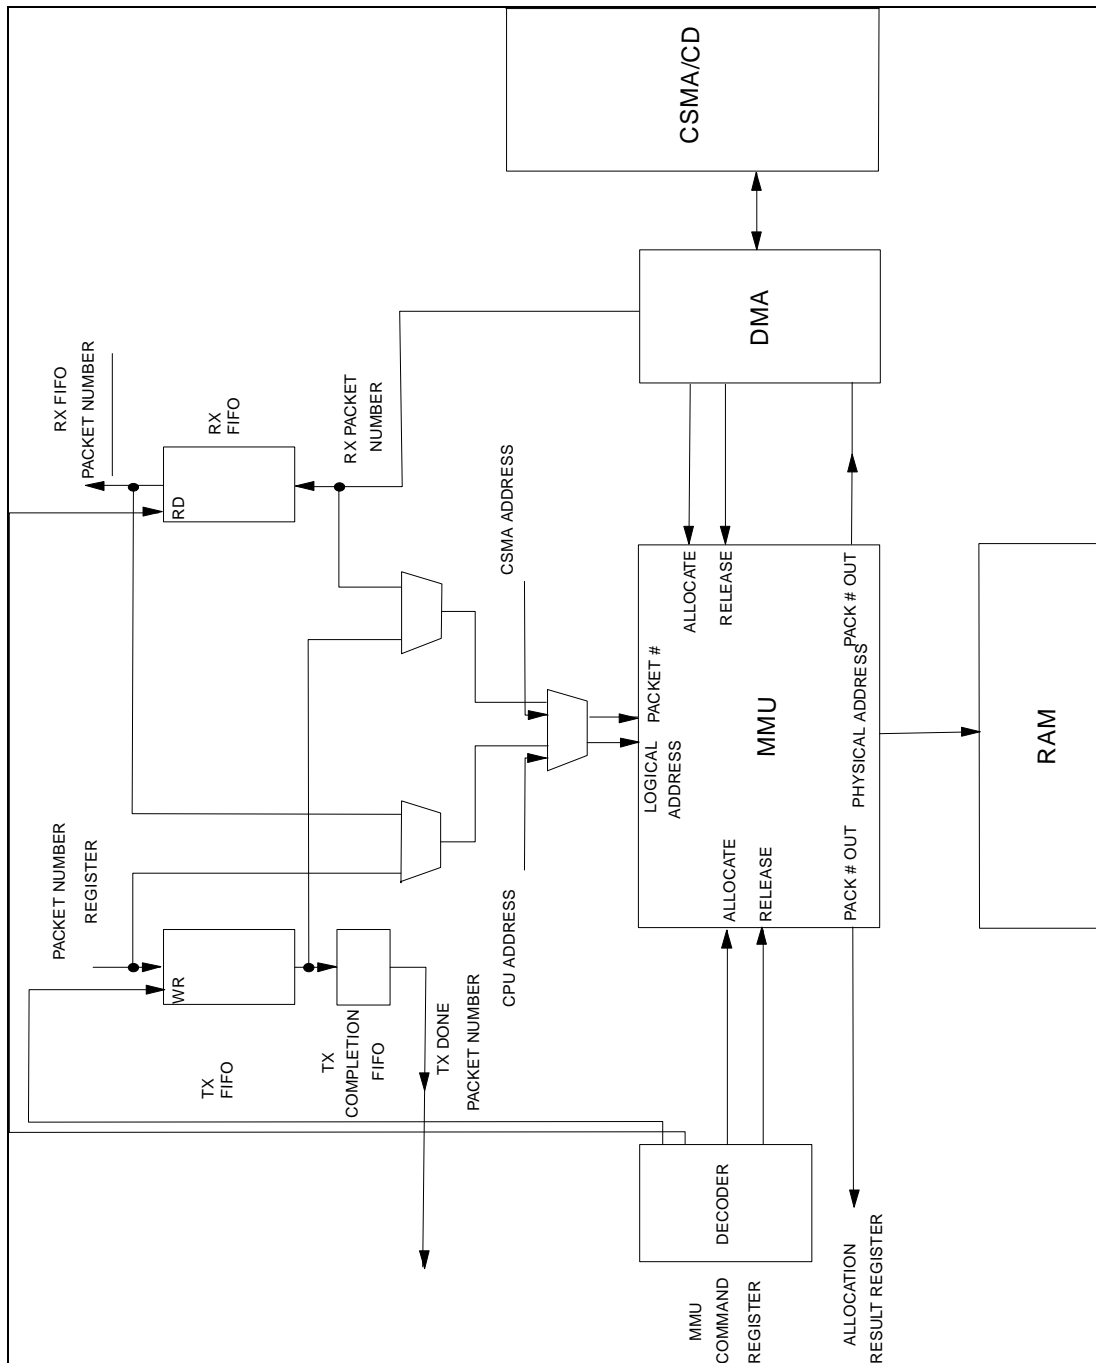 CSMA/CD
DMA
RX FIFO
PACKET NUMBER
RX
FIFO
RD
RX PACKET
NUMBER
CSMA ADDRESS
ALLOCATE
RELEASE
PACK # OUT
PACKET #
LOGICAL
ADDRESS
MMU
PHYSICAL ADDRESS
RAM
ALLOCATE
RELEASE
PACK # OUT
PACKET NUMBER
REGISTER
WR
CPU ADDRESS
TX
FIFO
TX
COMPLETION
FIFO
TX DONE
PACKET NUMBER
DECODER
MMU
COMMAND
REGISTER
ALLOCATION
RESULT REGISTER